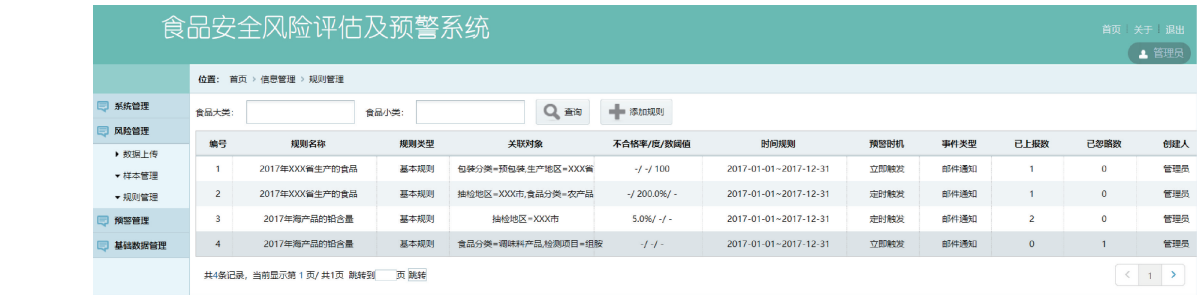 食品安全风险评估及预警系统
首页 关于 退出
管理员
位置： 首页 > 信息管理 > 规则管理
系统管理
风险管理
数据上传
样本管理
规则管理
预警管理
基础数据管理
食品大类： 食品小类： 查询 添加规则
编号 规则名称 规则类型 关联对象 不合格率/度/数阈值 时间规则 预警时机 事件类型 已上报数 已忽略数 创建人
1 2017年XXX省生产的食品 基本规则 包装分类=预包装,生产地区=XXX省 -/ -/ 100 2017-01-01~2017-12-31 立即触发 邮件通知 1 0 管理员
2 2017年XXX省生产的食品 基本规则 抽检地区=XXX市,食品分类=农产品 -/ 200.0%/ - 2017-01-01~2017-12-31 定时触发 邮件通知 1 0 管理员
3 2017年海产品的铅含量 基本规则 抽检地区=XXX市 5.0%/ -/ - 2017-01-01~2017-12-31 定时触发 邮件通知 2 0 管理员
4 2017年海产品的铅含量 基本规则 食品分类=调味料产品,检测项目=组胺 -/ -/ - 2017-01-01~2017-12-31 立即触发 邮件通知 0 1 管理员
共4条记录，当前显示第 1 页/ 共1页 跳转到 页 跳转
< 1 >